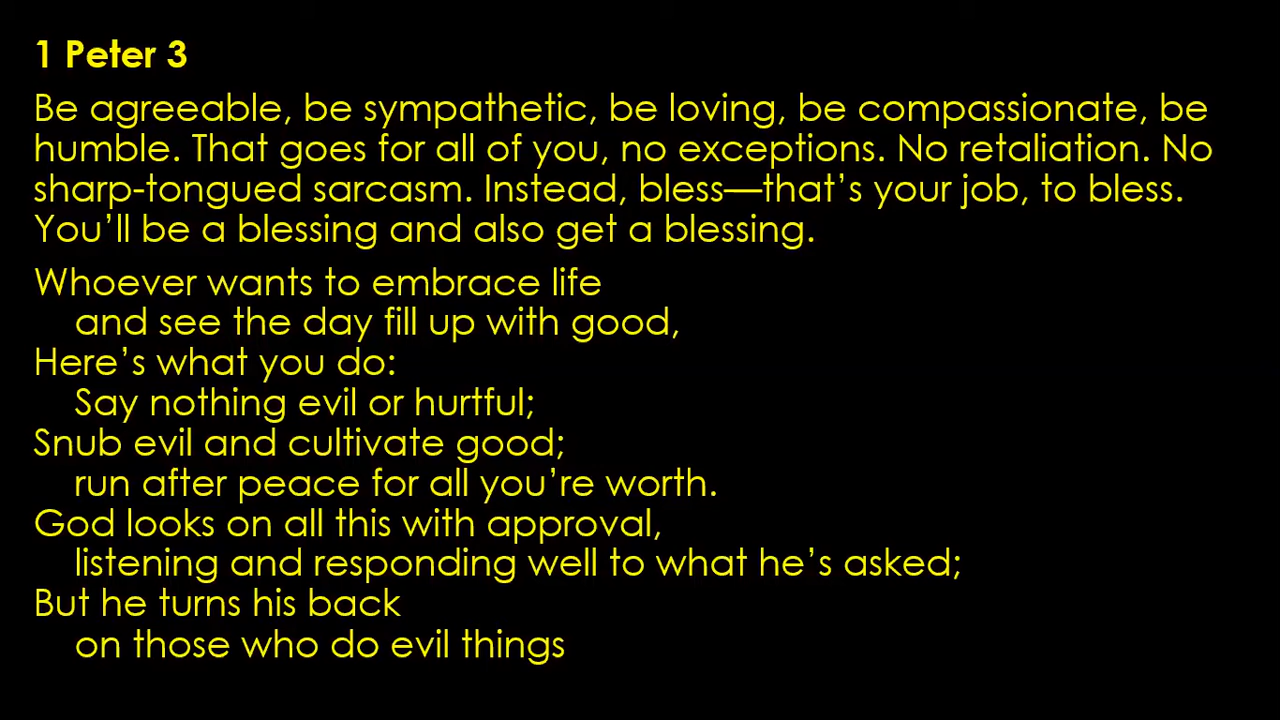 1 Peter 3
Be agreeable, be sympathetic, be loving, be compassionate, be
humble. That goes for all of you, no exceptions. No retaliation. No
sharp-tongued sarcasm. Instead, bless—that’s your job, to bless.
You’ll be a blessing and also get a blessing.
Whoever wants to embrace life
and see the day fill up with good,
Here’s what you do:
Say nothing evil or hurtful;
Snub evil and cultivate good;
run after peace for all you’re worth.
God looks on all this with approval,
listening and responding well to what he’s asked;
But he turns his back
on those who do evil things